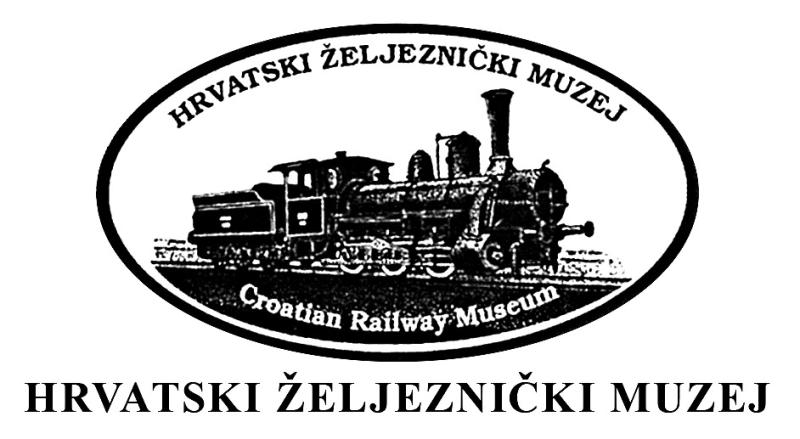 HRVATSKI ŽELJEZNIČKI MUZEJ
Croatian Railway Museum
HRVATSKI ŽELJEZNIČKI MUZEJ